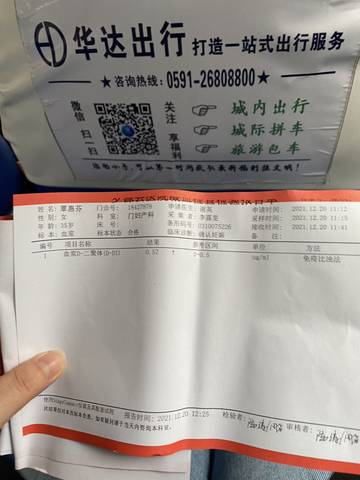 华达出行 打造一站式出行服务
★咨询热线：0591-26808800★
微信扫一扫
关注享福利
城内出行
城际拼车
旅游包车
姓名：覃惠芬 门诊号：18427879 申请医生：谢英 申请时间：2021.12.20 11:12
性别：女 科室：门妇产科 采集者：李露斐 采样时间：2021.12.20 11:15
年龄：35岁 床号： 条形码号：0310075226 接收时间：2021.12.20 11:41
标本：血浆 标本状态：合格 临床诊断：确认妊娠 备注：
编号 项目名称 结果 参考区间 单位 方法
1 血浆D-二聚体(D-DI) 0.52 ↑ 0-0.5 ug/ml 免疫比浊法
报告时间：2021.12.20 12:25 检验者： 审核者：